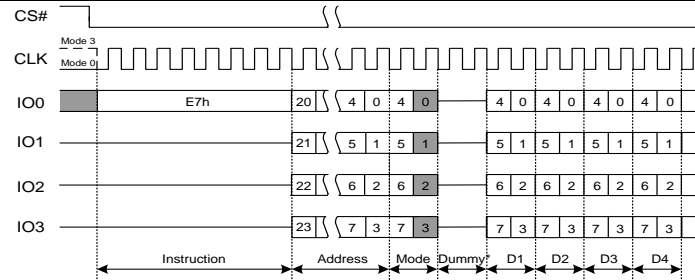 CS#
Mode 3
CLK
Mode 0
IO0 E7h 20 4 0 4 0 4 0 4 0 4 0 4 0
IO1 21 5 1 5 1 5 1 5 1 5 1 5 1
IO2 22 6 2 6 2 6 2 6 2 6 2 6 2
IO3 23 7 3 7 3 7 3 7 3 7 3 7 3
Instruction Address Mode Dummy* D1 D2 D3 D4